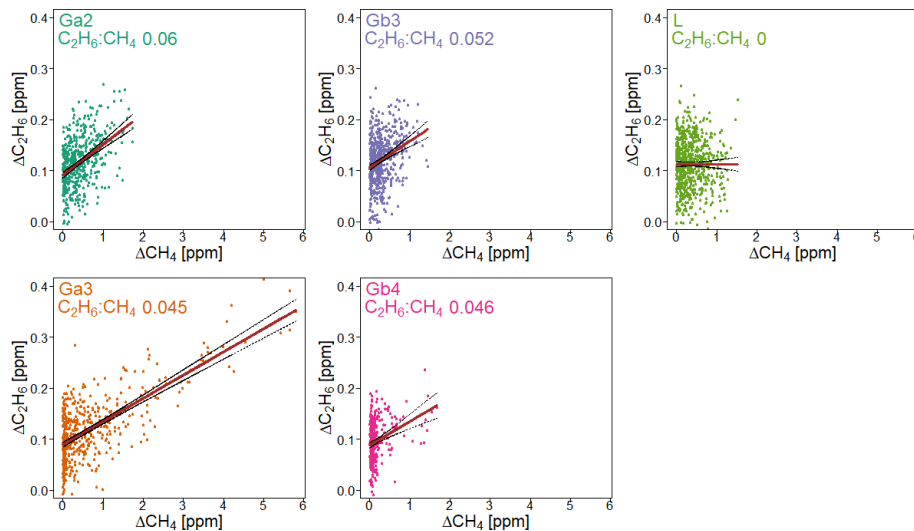 Ga2
C₂H₆:CH₄ 0.06
ΔC₂H₆ [ppm]
0.4
0.3
0.2
0.1
0.0
0 1 2 3 4 5 6
ΔCH₄ [ppm]
Gb3
C₂H₆:CH₄ 0.052
ΔC₂H₆ [ppm]
0.4
0.3
0.2
0.1
0.0
0 1 2 3 4 5 6
ΔCH₄ [ppm]
L
C₂H₆:CH₄ 0
ΔC₂H₆ [ppm]
0.4
0.3
0.2
0.1
0.0
0 1 2 3 4 5 6
ΔCH₄ [ppm]
Ga3
C₂H₆:CH₄ 0.045
ΔC₂H₆ [ppm]
0.4
0.3
0.2
0.1
0.0
0 1 2 3 4 5 6
ΔCH₄ [ppm]
Gb4
C₂H₆:CH₄ 0.046
ΔC₂H₆ [ppm]
0.4
0.3
0.2
0.1
0.0
0 1 2 3 4 5 6
ΔCH₄ [ppm]